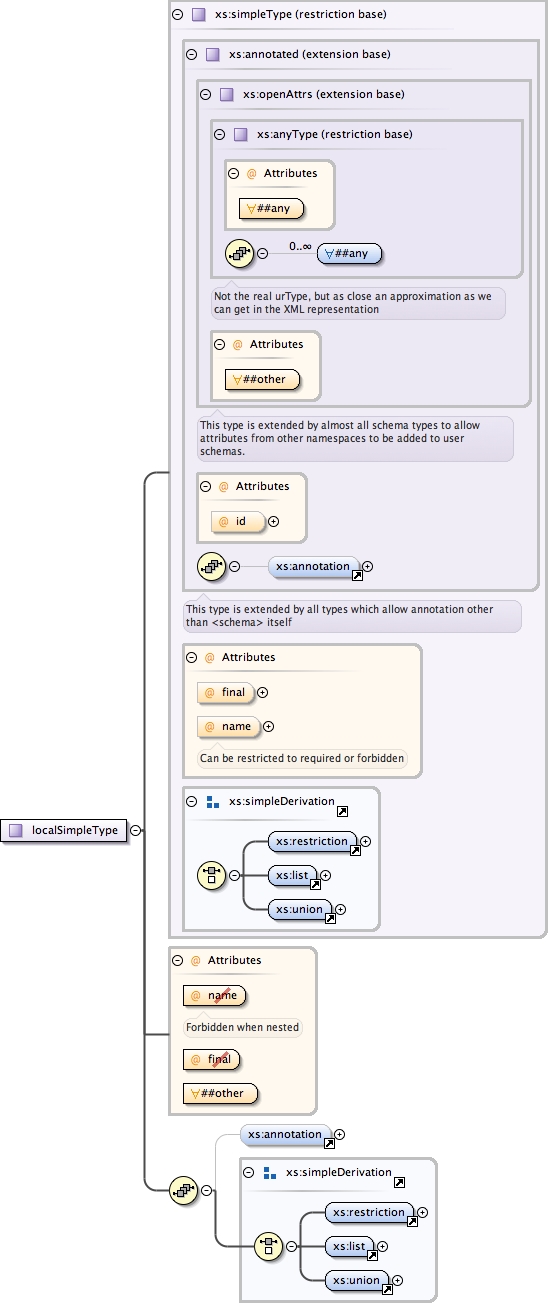 xs:simpleType (restriction base)
xs:annotated (extension base)
xs:openAttrs (extension base)
xs:anyType (restriction base)
@ Attributes
∀##any
0..∞
∀##any
Not the real urType, but as close an approximation as we
can get in the XML representation
@ Attributes
∀##other
This type is extended by almost all schema types to allow
attributes from other namespaces to be added to user
schemas.
@ Attributes
@ id
xs:annotation
This type is extended by all types which allow annotation other
than <schema> itself
@ Attributes
@ final
@ name
Can be restricted to required or forbidden
xs:simpleDerivation
localSimpleType
xs:restriction
xs:list
xs:union
@ Attributes
@ name
Forbidden when nested
@ final
∀##other
xs:annotation
xs:simpleDerivation
xs:restriction
xs:list
xs:union